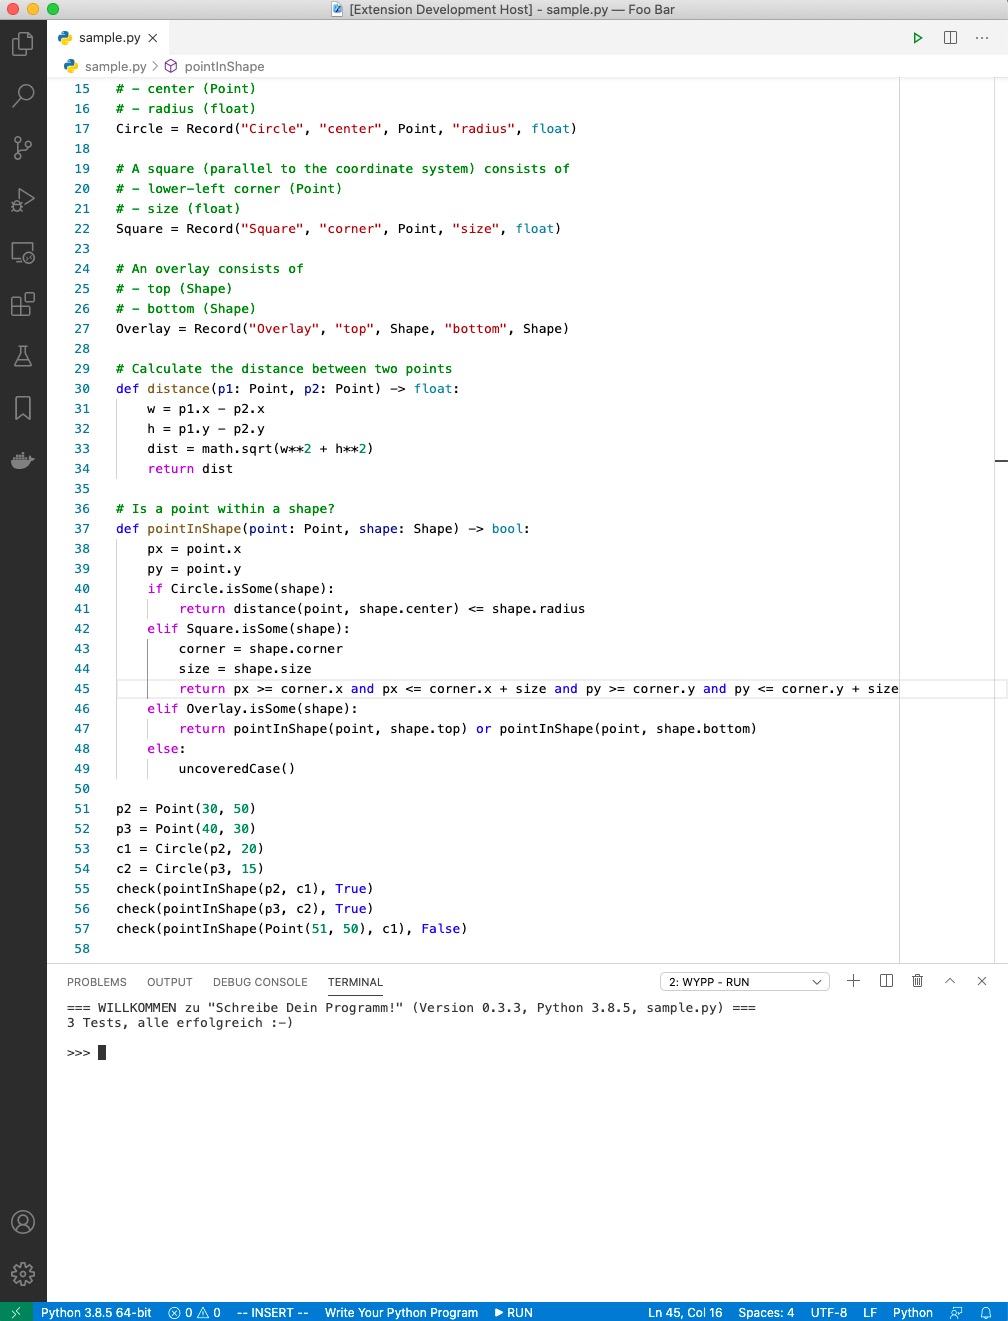 [Extension Development Host] - sample.py — Foo Bar
sample.py
sample.py > pointInShape
15 # - center (Point)
16 # - radius (float)
17 Circle = Record("Circle", "center", Point, "radius", float)
18
19 # A square (parallel to the coordinate system) consists of
20 # - lower-left corner (Point)
21 # - size (float)
22 Square = Record("Square", "corner", Point, "size", float)
23
24 # An overlay consists of
25 # - top (Shape)
26 # - bottom (Shape)
27 Overlay = Record("Overlay", "top", Shape, "bottom", Shape)
28
29 # Calculate the distance between two points
30 def distance(p1: Point, p2: Point) -> float:
31     w = p1.x - p2.x
32     h = p1.y - p2.y
33     dist = math.sqrt(w**2 + h**2)
34     return dist
35
36 # Is a point within a shape?
37 def pointInShape(point: Point, shape: Shape) -> bool:
38     px = point.x
39     py = point.y
40     if Circle.isSome(shape):
41         return distance(point, shape.center) <= shape.radius
42     elif Square.isSome(shape):
43         corner = shape.corner
44         size = shape.size
45         return px >= corner.x and px <= corner.x + size and py >= corner.y and py <= corner.y + size
46     elif Overlay.isSome(shape):
47         return pointInShape(point, shape.top) or pointInShape(point, shape.bottom)
48     else:
49         uncoveredCase()
50
51 p2 = Point(30, 50)
52 p3 = Point(40, 30)
53 c1 = Circle(p2, 20)
54 c2 = Circle(p3, 15)
55 check(pointInShape(p2, c1), True)
56 check(pointInShape(p3, c2), True)
57 check(pointInShape(Point(51, 50), c1), False)
58
PROBLEMS OUTPUT DEBUG CONSOLE TERMINAL 2: WYPP - RUN
=== WILLKOMMEN zu "Schreibe Dein Programm!" (Version 0.3.3, Python 3.8.5, sample.py) ===
3 Tests, alle erfolgreich :-)
>>>
Python 3.8.5 64-bit 0 0 -- INSERT -- Write Your Python Program RUN Ln 45, Col 16 Spaces: 4 UTF-8 LF Python